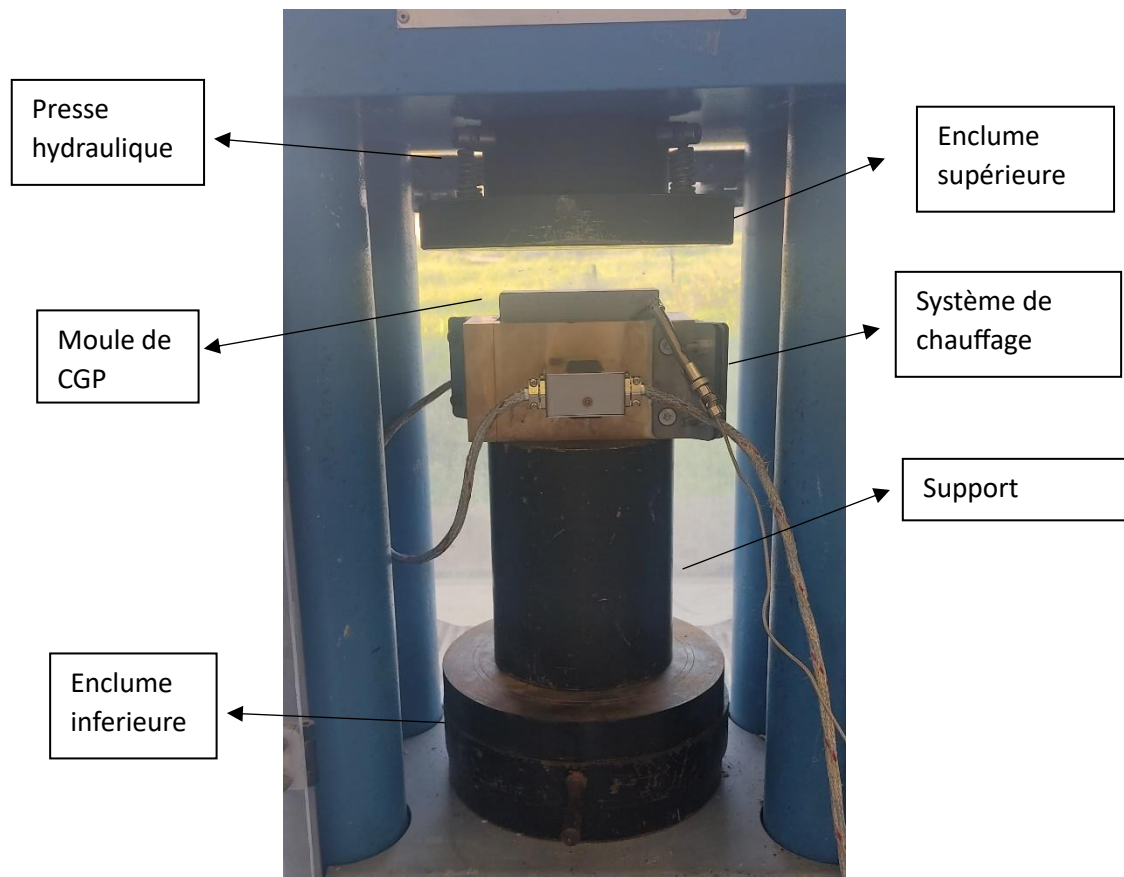 Presse
hydraulique
Enclume
supérieure
Moule de
CGP
Système de
chauffage
Support
Enclume
inferieure